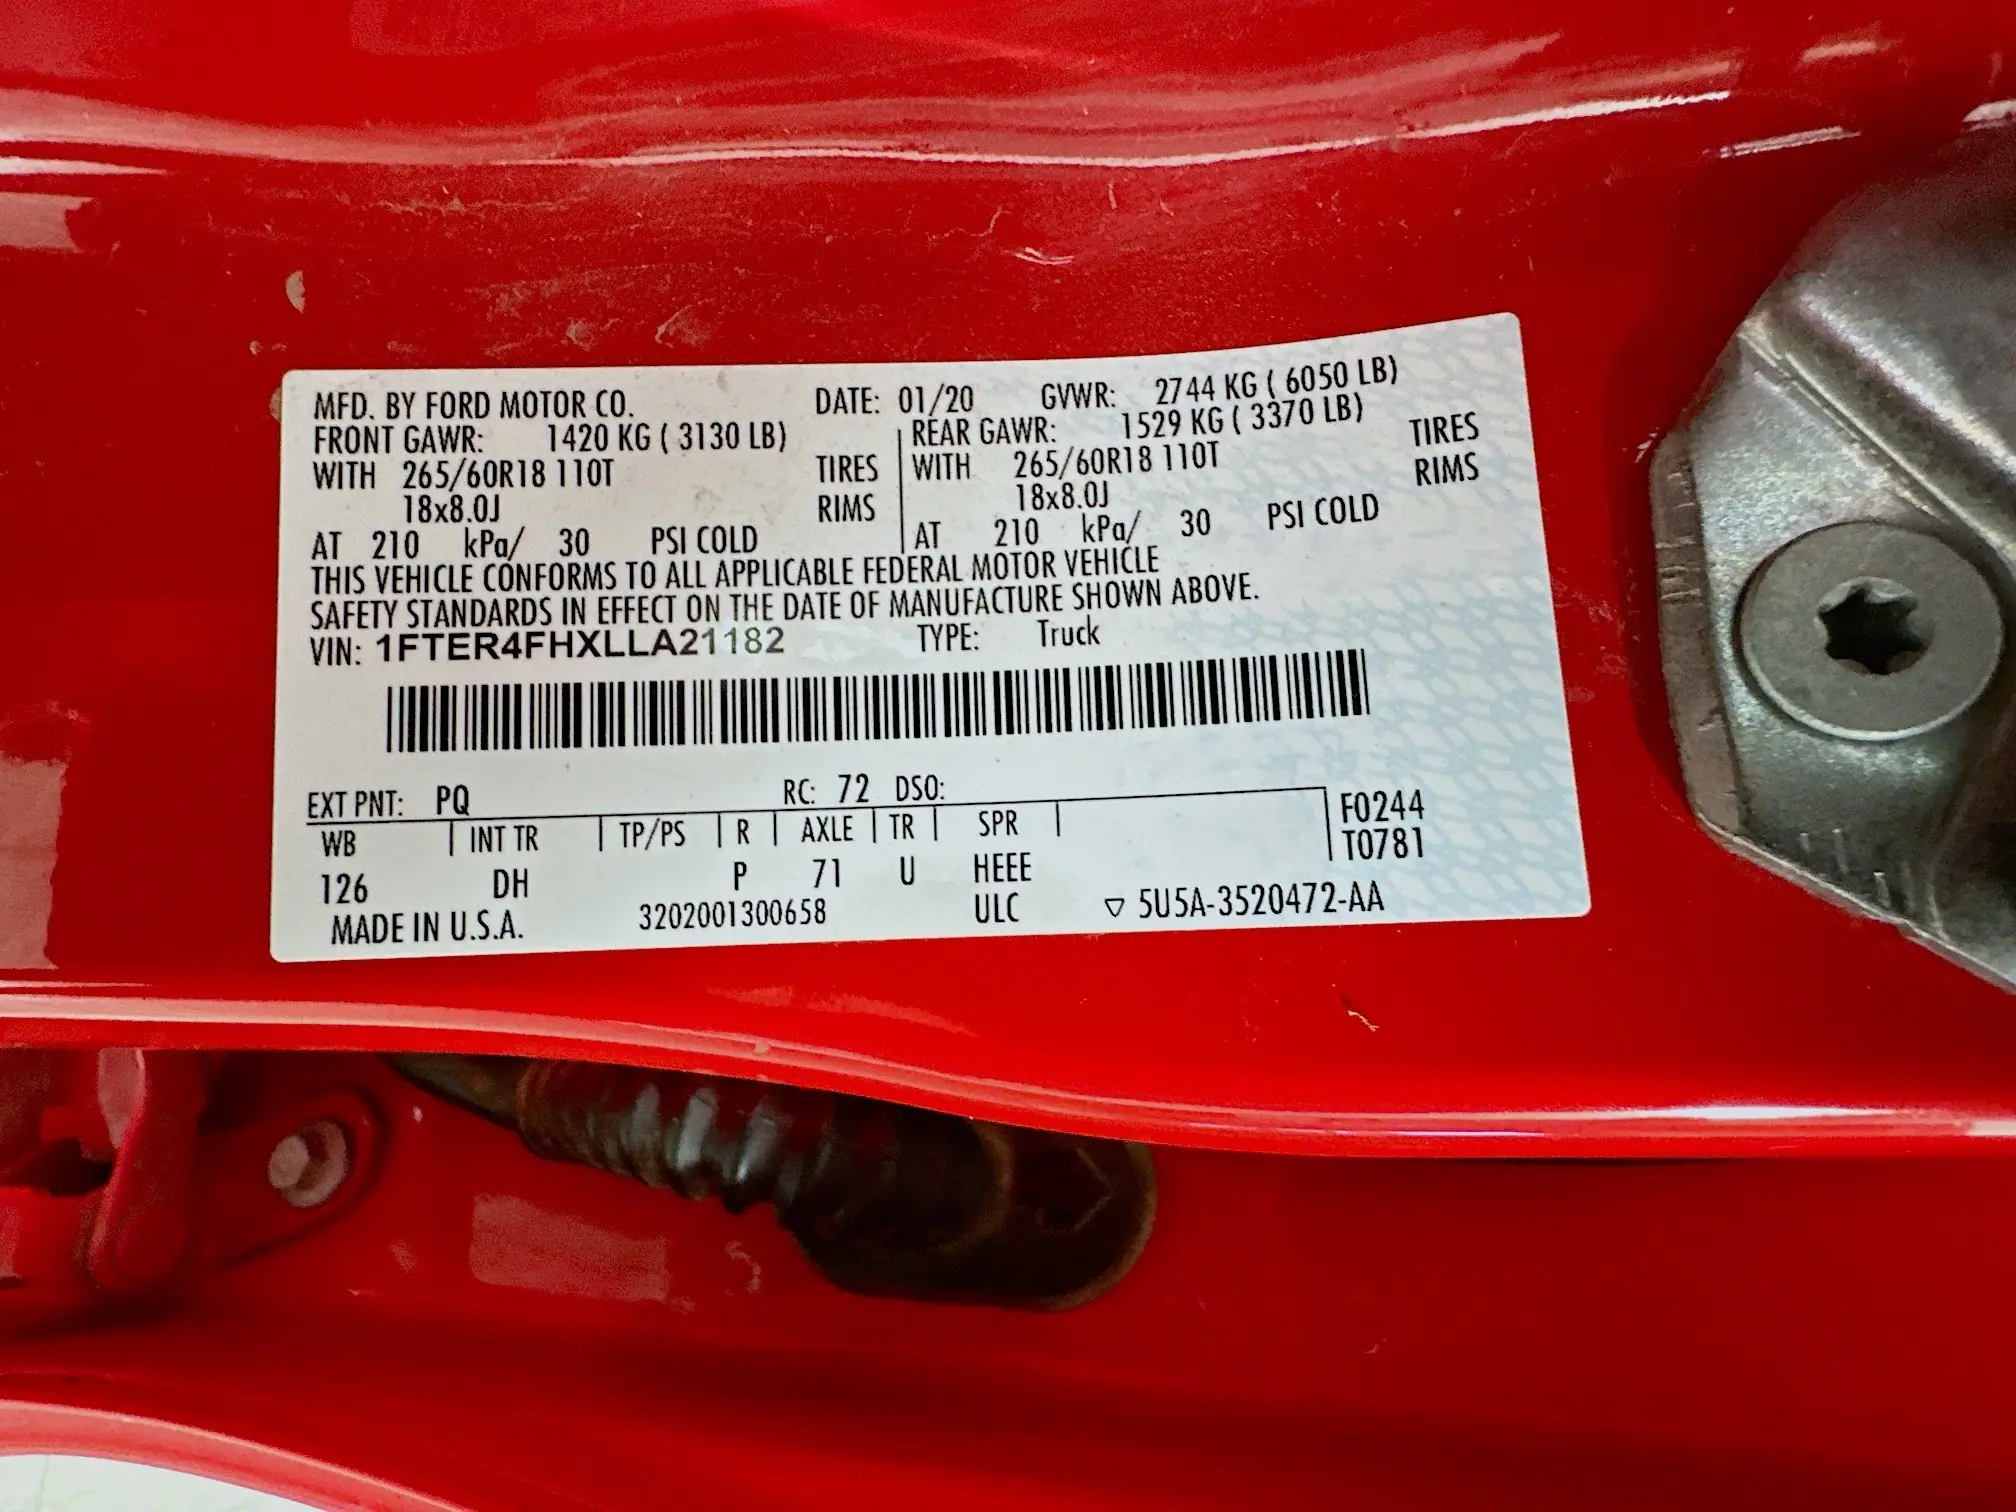 MFD. BY FORD MOTOR CO. DATE: 01/20 GVWR: 2744 KG ( 6050 LB)
FRONT GAWR: 1420 KG ( 3130 LB) REAR GAWR: 1529 KG ( 3370 LB)
WITH 265/60R18 110T TIRES WITH 265/60R18 110T TIRES
18x8.0J RIMS 18x8.0J RIMS
AT 210 kPa/ 30 PSI COLD AT 210 kPa/ 30 PSI COLD
THIS VEHICLE CONFORMS TO ALL APPLICABLE FEDERAL MOTOR VEHICLE
SAFETY STANDARDS IN EFFECT ON THE DATE OF MANUFACTURE SHOWN ABOVE.
VIN: 1FTER4FHXLLA21182 TYPE: Truck
EXT PNT: PQ RC: 72 DSO:
WB INT TR TP/PS R AXLE TR SPR F0244
T0781
126 DH P 71 U HEEE
MADE IN U.S.A. 3202001300658 ULC ▽ 5U5A-3520472-AA